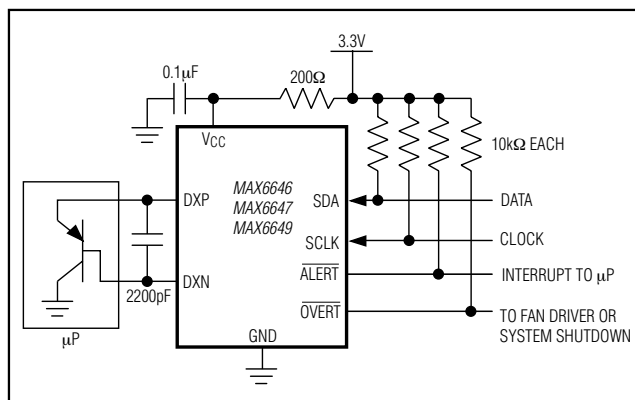 3.3V
0.1μF
200Ω
VCC
10kΩ EACH
MAX6646
MAX6647
MAX6649
DXP
SDA
DATA
SCLK
CLOCK
DXN
ALERT
INTERRUPT TO μP
2200pF
OVERT
TO FAN DRIVER OR
SYSTEM SHUTDOWN
GND
μP